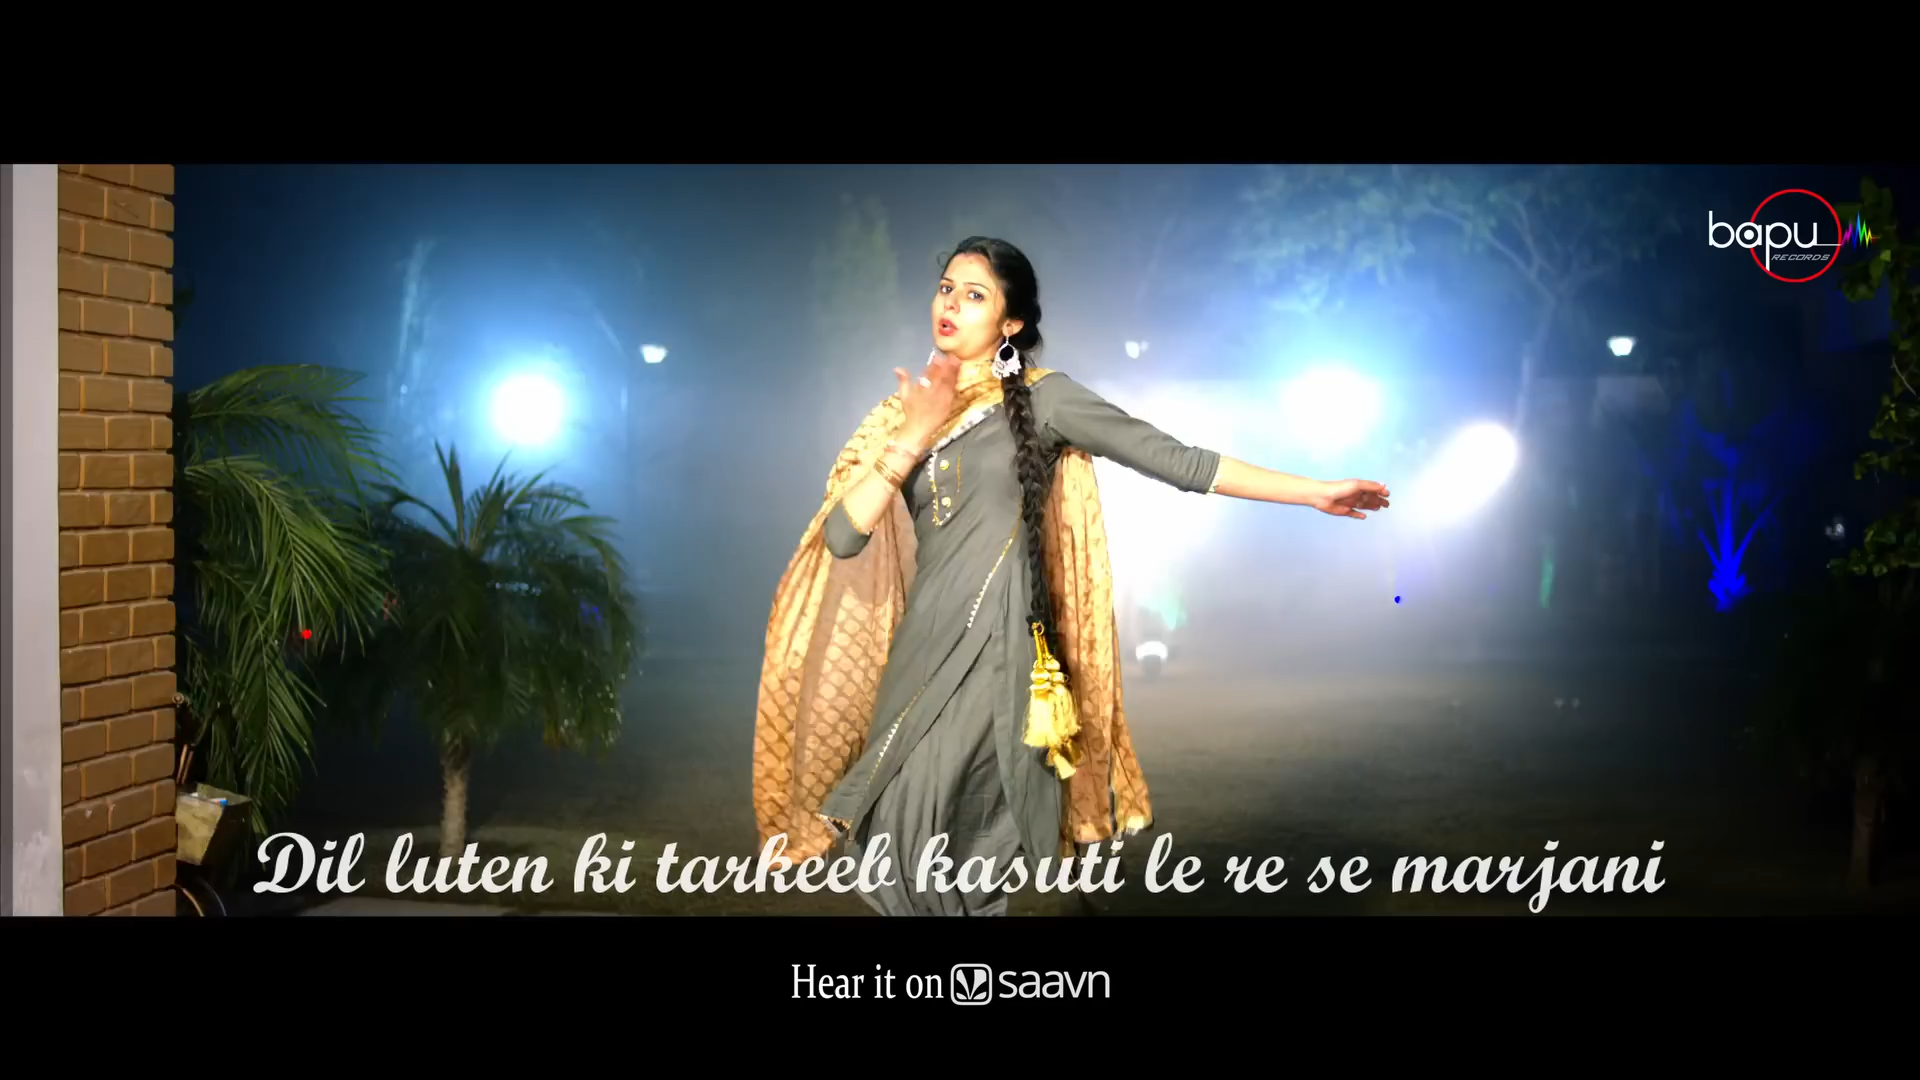 bapu
RECORDS
Dil luten ki tarkeeb kasuti le re se marjani
Hear it on saavn